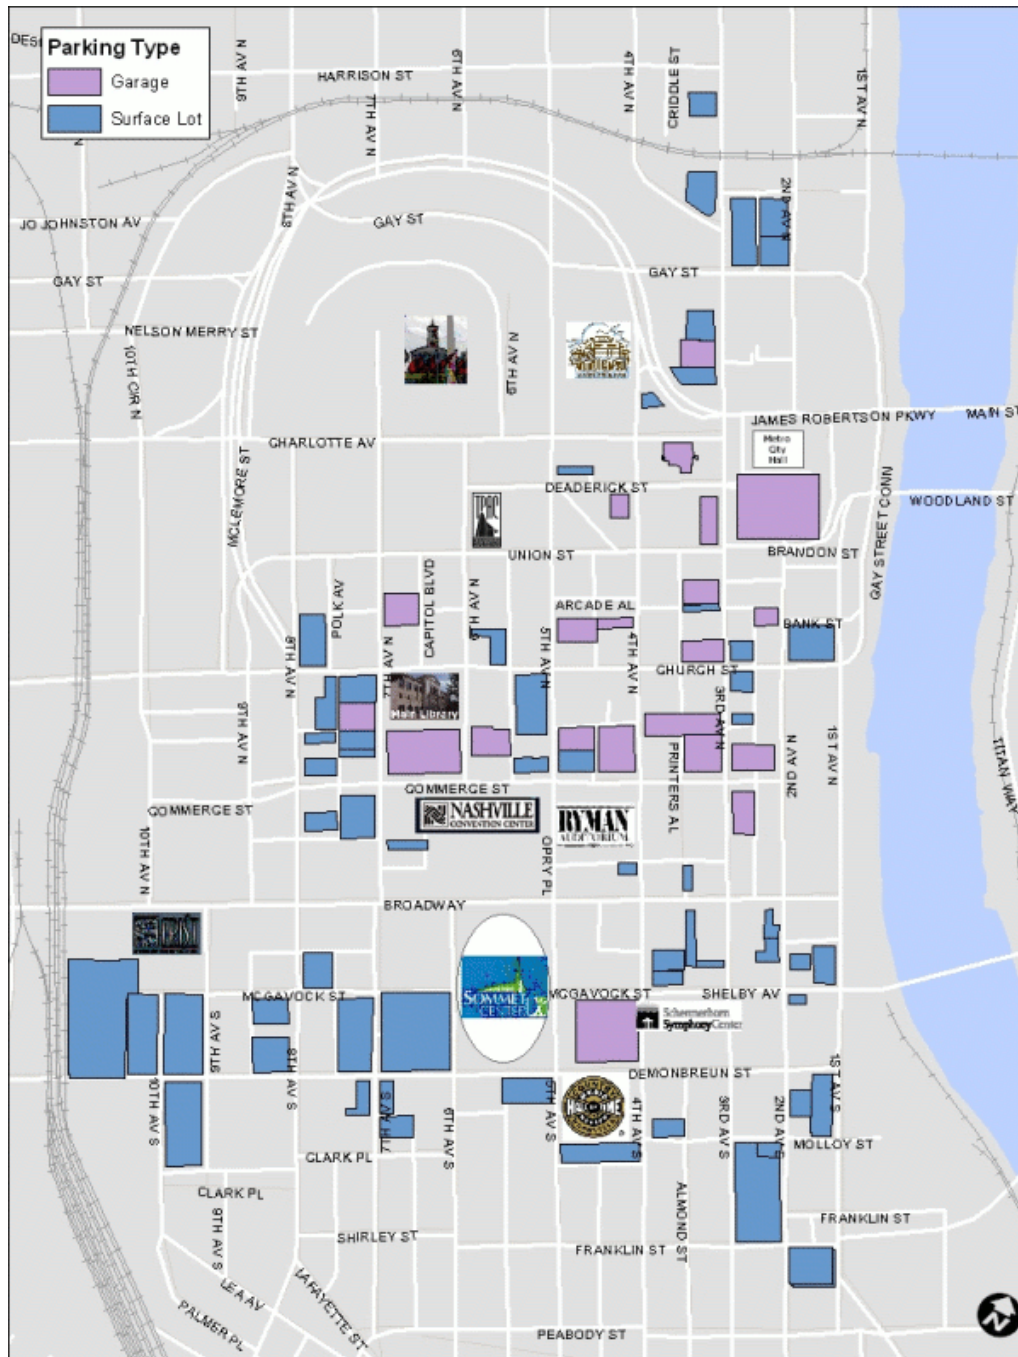 Parking Type
Garage
Surface Lot
9TH AV N
HARRISON ST
7TH AV N
6TH AV N
4TH AV N
CRIDDLE ST
1ST AV N
JO JOHNSTON AV
8TH AV N
GAY ST
2ND AV N
GAY ST
GAY ST
NELSON MERRY ST
10TH CIR N
6TH AV N
JAMES ROBERTSON PKWY
MAIN ST
CHARLOTTE AV
Metro
City
Hall
MCLEMORE ST
TPAC
DEADERICK ST
WOODLAND ST
GAY STREET CONN
UNION ST
BRANDON ST
POLK AV
CAPITOL BLVD
6TH AV N
ARCADE AL
BANK ST
8TH AV N
7TH AV N
5TH AV N
4TH AV N
CHURCH ST
Main Library
9TH AV N
3RD AV N
PRINTERS AL
2ND AV N
1ST AV N
TITAN WAY
COMMERCE ST
COMMERCE ST
NASHVILLE
CONVENTION CENTER
RYMAN
AUDITORIUM
10TH AV N
OPRY PL
BROADWAY
FRIST
SOMMET
CENTER
MCGAVOCK ST
MCGAVOCK ST
SHELBY AV
Schermerhorn
Symphony Center
9TH AV S
8TH AV S
DEMONBREUN ST
10TH AV S
7TH AV S
6TH AV S
5TH AV S
4TH AV S
3RD AV S
2ND AV S
1ST AV S
MOLLOY ST
CLARK PL
CLARK PL
9TH AV S
ALMOND ST
FRANKLIN ST
SHIRLEY ST
FRANKLIN ST
LEA AV
LAFAYETTE ST
PALMER PL
PEABODY ST
N